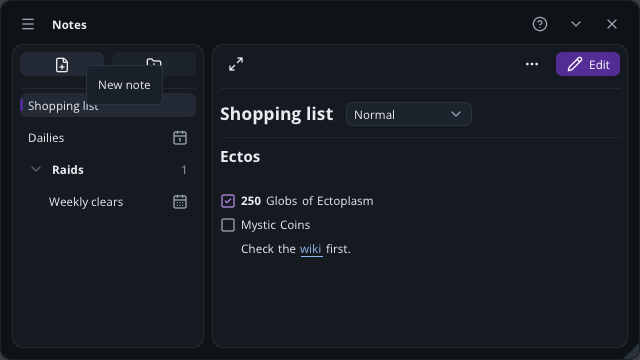 Notes
New note
Shopping list
Dailies
Raids 1
Weekly clears
Edit
Shopping list Normal
Ectos
250 Globs of Ectoplasm
Mystic Coins
Check the wiki first.